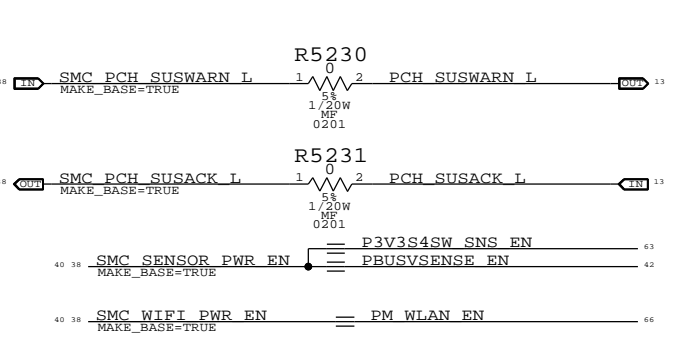 R5230
0
38 IN SMC_PCH_SUSWARN_L 1 2 PCH_SUSWARN_L OUT 13
MAKE_BASE=TRUE
5%
1/20W
MF
0201
R5231
0
OUT SMC_PCH_SUSACK_L 1 2 PCH_SUSACK_L IN 13
MAKE_BASE=TRUE
5%
1/20W
MF
0201
P3V3S4SW_SNS_EN 63
40 38 SMC_SENSOR_PWR_EN PBUSVSENSE_EN 42
MAKE_BASE=TRUE
40 38 SMC_WIFI_PWR_EN PM_WLAN_EN 66
MAKE_BASE=TRUE